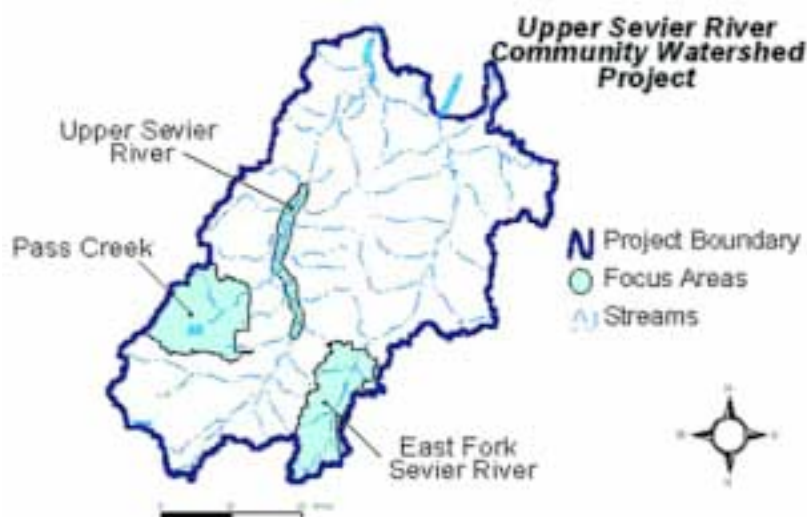 Upper Sevier River
Community Watershed
Project
Upper Sevier
River
Pass Creek
Project Boundary
Focus Areas
Streams
East Fork
Sevier River